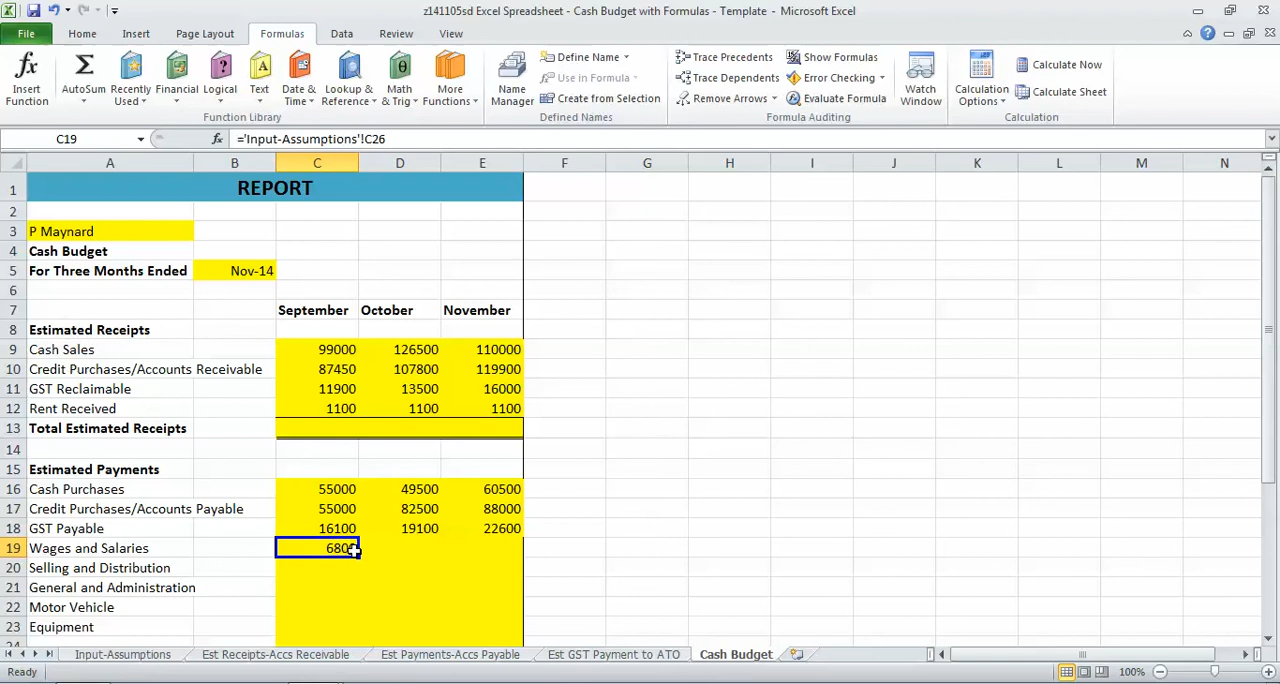 z141105sd Excel Spreadsheet - Cash Budget with Formulas - Template - Microsoft Excel
File Home Insert Page Layout Formulas Data Review View
fx Insert Function
Σ AutoSum
Recently Used
Financial
? Logical
A Text
Date & Time
Lookup & Reference
θ Math & Trig
More Functions
Function Library
Name Manager
Define Name
Use in Formula
Create from Selection
Defined Names
Trace Precedents
Trace Dependents
Remove Arrows
Show Formulas
Error Checking
Evaluate Formula
Formula Auditing
Watch Window
Calculation Options
Calculate Now
Calculate Sheet
Calculation
C19 fx ='Input-Assumptions'!C26
A B C D E F G H I J K L M N
1 REPORT
2
3 P Maynard
4 Cash Budget
5 For Three Months Ended Nov-14
6
7 September October November
8 Estimated Receipts
9 Cash Sales 99000 126500 110000
10 Credit Purchases/Accounts Receivable 87450 107800 119900
11 GST Reclaimable 11900 13500 16000
12 Rent Received 1100 1100 1100
13 Total Estimated Receipts
14
15 Estimated Payments
16 Cash Purchases 55000 49500 60500
17 Credit Purchases/Accounts Payable 55000 82500 88000
18 GST Payable 16100 19100 22600
19 Wages and Salaries
20 Selling and Distribution
21 General and Administration
22 Motor Vehicle
23 Equipment
Input-Assumptions Est Receipts-Accs Receivable Est Payments-Accs Payable Est GST Payment to ATO Cash Budget
Ready 100%